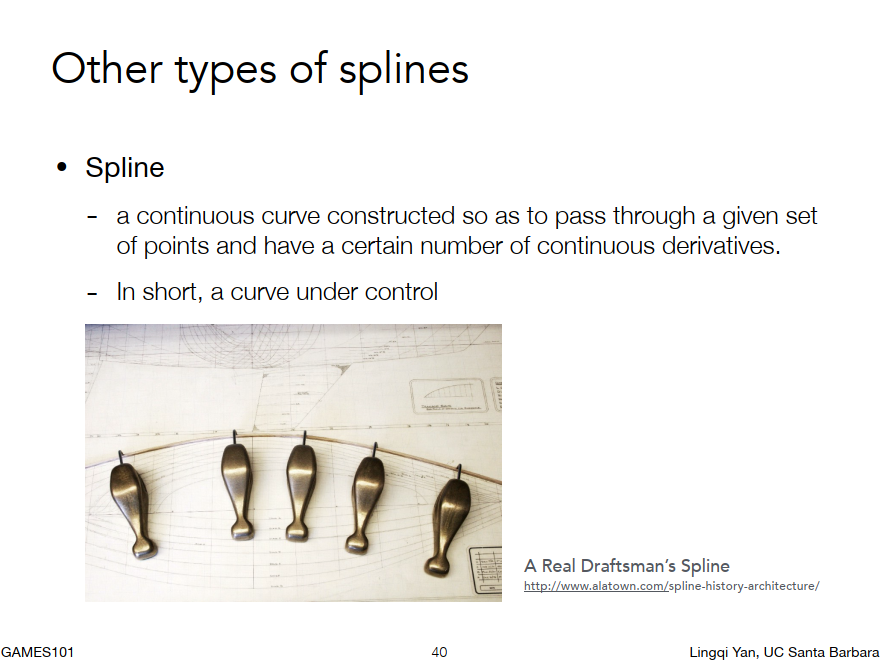 Other types of splines
• Spline
– a continuous curve constructed so as to pass through a given set
of points and have a certain number of continuous derivatives.
– In short, a curve under control
A Real Draftsman’s Spline
http://www.alatown.com/spline-history-architecture/
GAMES101
40
Lingqi Yan, UC Santa Barbara